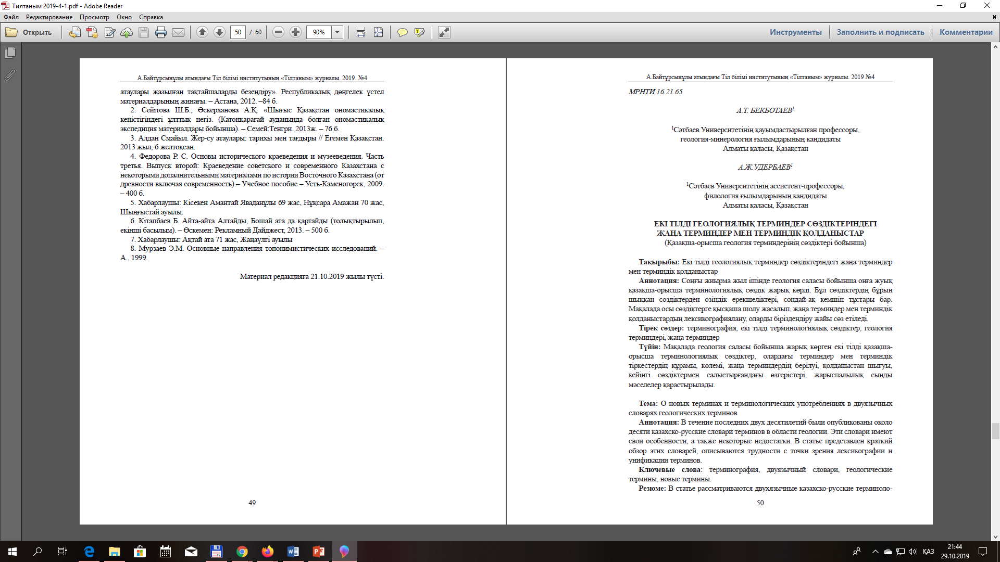 Тилтаным 2019-4-1.pdf - Adobe Reader
Файл Редактирование Просмотр Окно Справка
Открыть 50 / 60 90% Инструменты Заполнить и подписать Комментарии
А.Байтұрсынұлы атындағы Тіл білімі институтының «Тілтаным» журналы. 2019. №4
атаулары жазылған тақтайшаларды безендіру». Республикалық дөңгелек үстел
материалдарының жинағы. – Астана, 2012. –84 б.
2. Сейітова Ш.Б., Әскерханова А.Қ. «Шығыс Қазақстан ономастикалық
кеңістігіндегі ұлттық негіз. (Катонқарағай ауданында болған ономастикалық
экспедиция материалдары бойынша). – Семей:Тенгри. 2013ж. – 76 б.
3. Алдан Смайыл. Жер-су атаулары: тарихы мен тағдыры // Егемен Қазақстан.
2013 жыл, 6 желтоқсан.
4. Федорова Р. С. Основы исторического краеведения и музееведения. Часть
третья. Выпуск второй: Краеведение советского и современного Казахстана с
некоторыми допалнительными материалами по истории Восточного Казахстана (от
древности включая современность).– Учебное пособие – Усть-Каменогорск, 2009.
– 400 б.
5. Хабарлаушы: Кісекен Амантай Яваданұлы 69 жас, Нұқсара Амажан 70 жас,
Шыңғыстай ауылы.
6. Кітапбаев Б. Айта-айта Алтайды, Бошай ата да қартайды (толықтырылып,
екінші басылым). – Өскемен: Рекламный Дайджест, 2013. – 500 б.
7. Хабарлаушы: Ақтай ата 71 жас, Жаңаүлгі ауылы
8. Мурзаев Э.М. Основные направления топонимистических исследований. –
А., 1999.
Материал редакцияға 21.10.2019 жылы түсті.
49
А.Байтұрсынұлы атындағы Тіл білімі институтының «Тілтаным» журналы. 2019 №4
МРНТИ 16.21.65
А.Т. БЕКБОТАЕВ¹
¹Сәтбаев Университетінің қауымдастырылған профессоры,
геология-минерология ғылымдарының кандидаты
Алматы қаласы, Қазақстан
А.Ж.УДЕРБАЕВ¹
¹Сәтбаев Университетінің ассистент-профессоры,
филология ғылымдарының кандидаты
Алматы қаласы, Қазақстан
ЕКІ ТІЛДІ ГЕОЛОГИЯЛЫҚ ТЕРМИНДЕР СӨЗДІКТЕРІНДЕГІ
ЖАҢА ТЕРМИНДЕР МЕН ТЕРМИНДІК ҚОЛДАНЫСТАР
(Қазақша-орысша геология терминдерінің сөздіктері бойынша)
Тақырыбы: Екі тілді геологиялық терминдер сөздіктеріндегі жаңа терминдер
мен терминдік қолданыстар
Аннотация: Соңғы жиырма жыл ішінде геология саласы бойынша онға жуық
қазақша-орысша терминологиялық сөздік жарық көрді. Бұл сөздіктердің бұрын
шыққан сөздіктерден өзіндік ерекшеліктері, сондай-ақ кемшін тұстары бар.
Мақалада осы сөздіктерге қысқаша шолу жасалып, жаңа терминдер мен терминдік
қолданыстардың лексикографиялану, оларды біріздендіру жайы сөз етіледі.
Тірек сөздер: терминография, екі тілді терминологиялық сөздіктер, геология
терминдері, жаңа терминдер
Түйін: Мақалада геология саласы бойынша жарық көрген екі тілді қазақша-
орысша терминологиялық сөздіктер, олардағы терминдер мен терминдік
тіркестердің құрамы, көлемі, жаңа терминдердің берілуі, қолданыстан шығуы,
кейінгі сөздіктермен салыстырғандағы өзгерістері, жарыспалылық сынды
мәселелер қарастырылады.
Тема: О новых терминах и терминологических употреблениях в двуязычных
словарях геологических терминов
Аннотация: В течение последних двух десятилетий были опубликованы около
десяти казахско-русские словари терминов в области геологии. Эти словари имеют
свои особенности, а также некоторые недостатки. В статье представлен краткий
обзор этих словарей, описываются трудности с точки зрения лексикографии и
унификации терминов.
Ключевые слова: терминография, двуязычный словари, геологические
термины, новые термины.
Резюме: В статье рассматриваются двухязычные казахско-русские терминоло-
50
ҚАЗ
21:44
29.10.2019